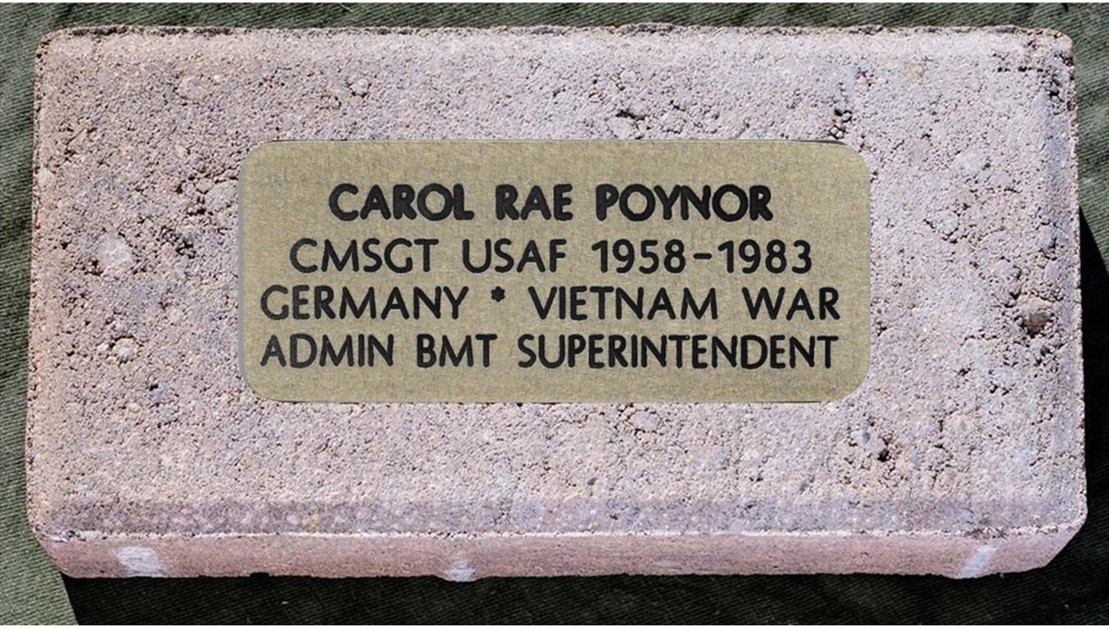 CAROL RAE POYNOR
CMSGT USAF 1958-1983
GERMANY * VIETNAM WAR
ADMIN BMT SUPERINTENDENT